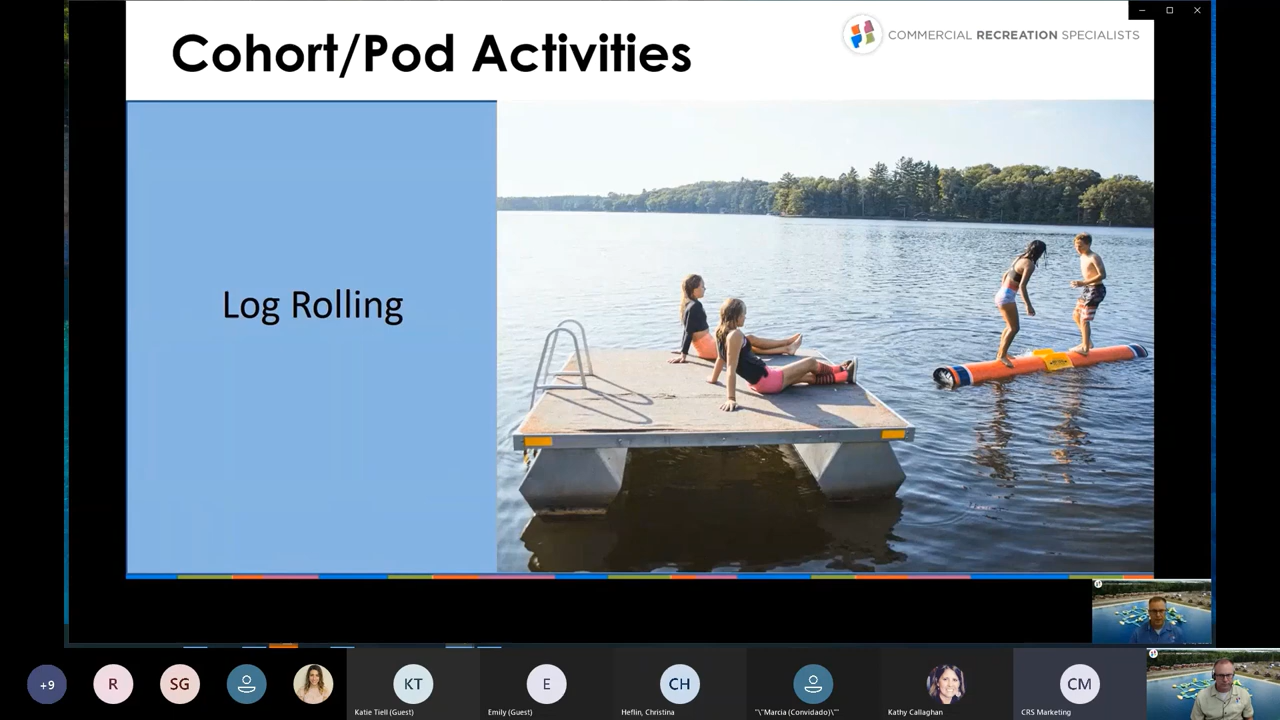 Cohort/Pod Activities
COMMERCIAL RECREATION SPECIALISTS
Log Rolling
+9
R
SG
KT
E
CH
CM
Katie Tiell (Guest)
Emily (Guest)
Heflin, Christina
"\"Marcia (Convidado)\""
Kathy Callaghan
CRS Marketing